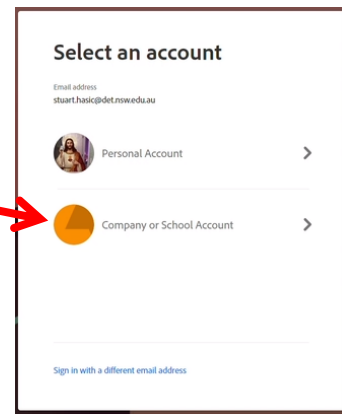 Select an account
Email address
stuart.hasic@det.nsw.edu.au
Personal Account
Company or School Account
Sign in with a different email address